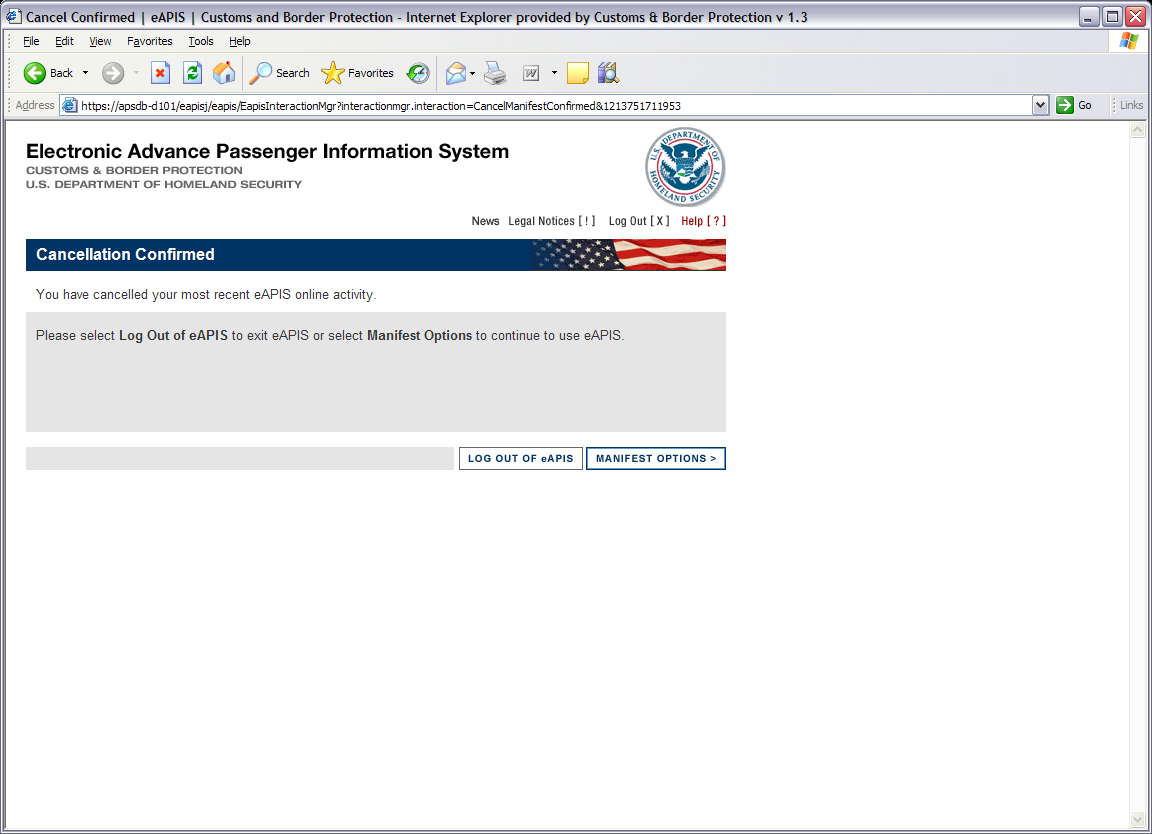 Cancel Confirmed | eAPIS | Customs and Border Protection - Internet Explorer provided by Customs & Border Protection v 1.3
File Edit View Favorites Tools Help
Back Search Favorites W
Address https://apsdb-d101/eapisj/eapis/EapisInteractionMgr?interactionmgr.interaction=CancelManifestConfirmed&1213751711953 Go Links
Electronic Advance Passenger Information System
CUSTOMS & BORDER PROTECTION
U.S. DEPARTMENT OF HOMELAND SECURITY
U.S. DEPARTMENT OF HOMELAND SECURITY
News Legal Notices [ ! ] Log Out [ X ] Help [ ? ]
Cancellation Confirmed
You have cancelled your most recent eAPIS online activity.
Please select Log Out of eAPIS to exit eAPIS or select Manifest Options to continue to use eAPIS.
LOG OUT OF eAPIS MANIFEST OPTIONS >